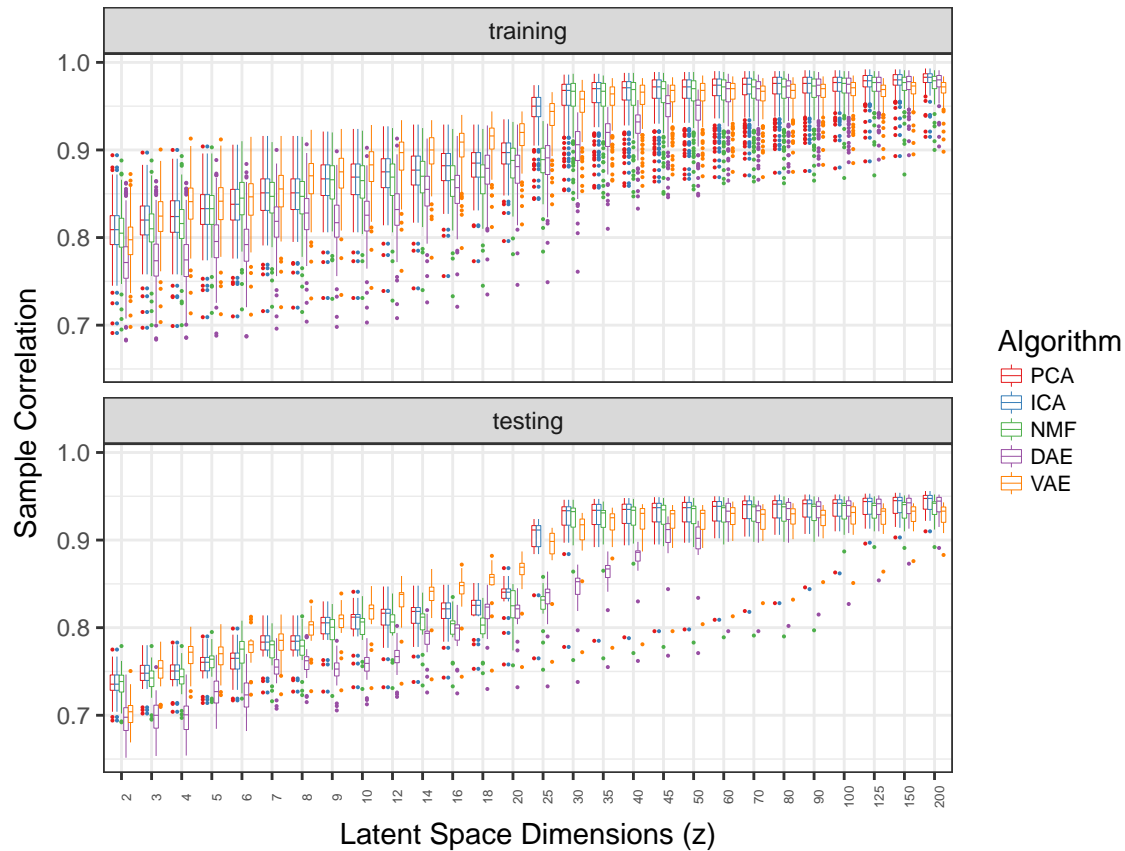 training
1.0
0.9
0.8
0.7
testing
1.0
0.9
0.8
0.7
Sample Correlation
2 3 4 5 6 7 8 9 10 12 14 16 18 20 25 30 35 40 45 50 60 70 80 90 100 125 150 200
Latent Space Dimensions (z)
Algorithm
PCA
ICA
NMF
DAE
VAE